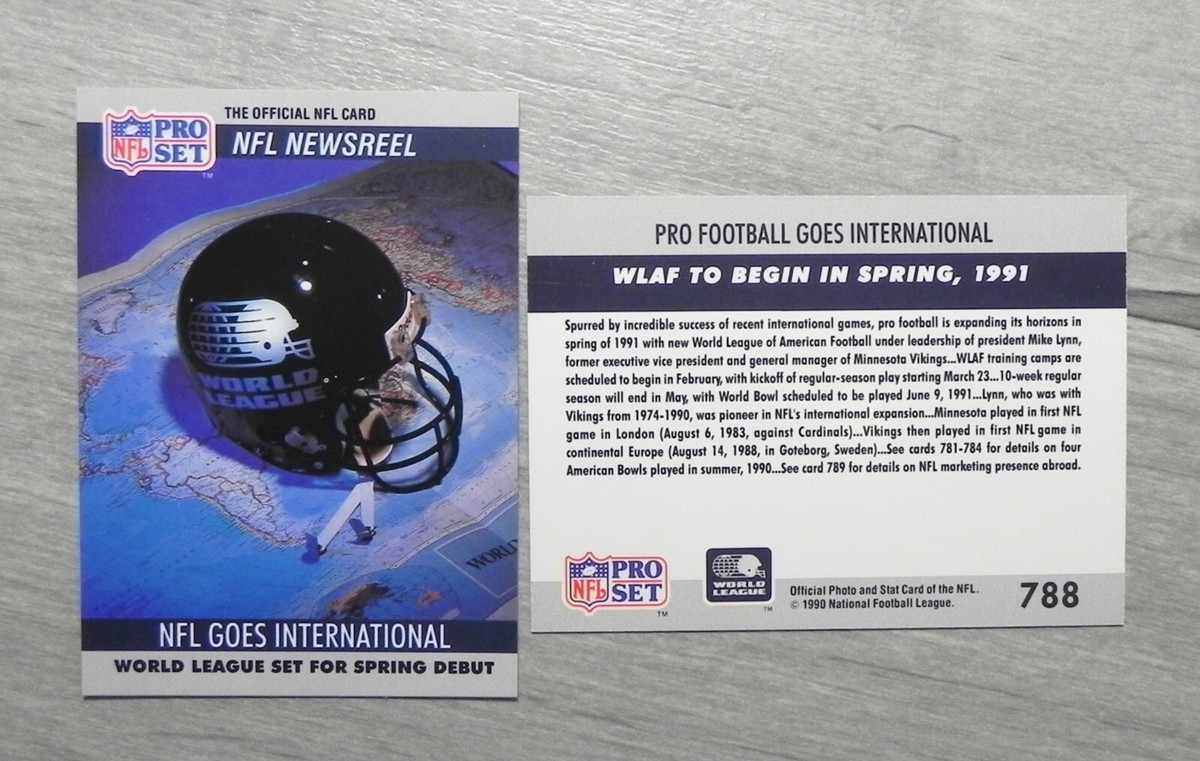 THE OFFICIAL NFL CARD
NFL PRO SET
TM
NFL NEWSREEL
WORLD
LEAGUE
WORLD
NFL GOES INTERNATIONAL
WORLD LEAGUE SET FOR SPRING DEBUT
PRO FOOTBALL GOES INTERNATIONAL
WLAF TO BEGIN IN SPRING, 1991
Spurred by incredible success of recent international games, pro football is expanding its horizons in
spring of 1991 with new World League of American Football under leadership of president Mike Lynn,
former executive vice president and general manager of Minnesota Vikings...WLAF training camps are
scheduled to begin in February, with kickoff of regular-season play starting March 23...10-week regular
season will end in May, with World Bowl scheduled to be played June 9, 1991...Lynn, who was with
Vikings from 1974-1990, was pioneer in NFL's international expansion...Minnesota played in first NFL
game in London (August 6, 1983, against Cardinals)...Vikings then played in first NFL game in
continental Europe (August 14, 1988, in Goteborg, Sweden)...See cards 781-784 for details on four
American Bowls played in summer, 1990...See card 789 for details on NFL marketing presence abroad.
NFL PRO SET
TM
WORLD
LEAGUE
TM
Official Photo and Stat Card of the NFL.
© 1990 National Football League.
788